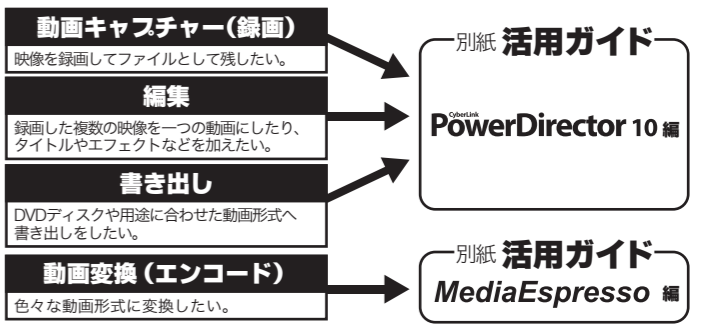 動画キャプチャー(録画)
映像を録画してファイルとして残したい。
編集
録画した複数の映像を一つの動画にしたり、
タイトルやエフェクトなどを加えたい。
書き出し
DVDディスクや用途に合わせた動画形式へ
書き出しをしたい。
動画変換(エンコード)
色々な動画形式に変換したい。
別紙 活用ガイド
CyberLink
PowerDirector 10 編
別紙 活用ガイド
MediaEspresso 編